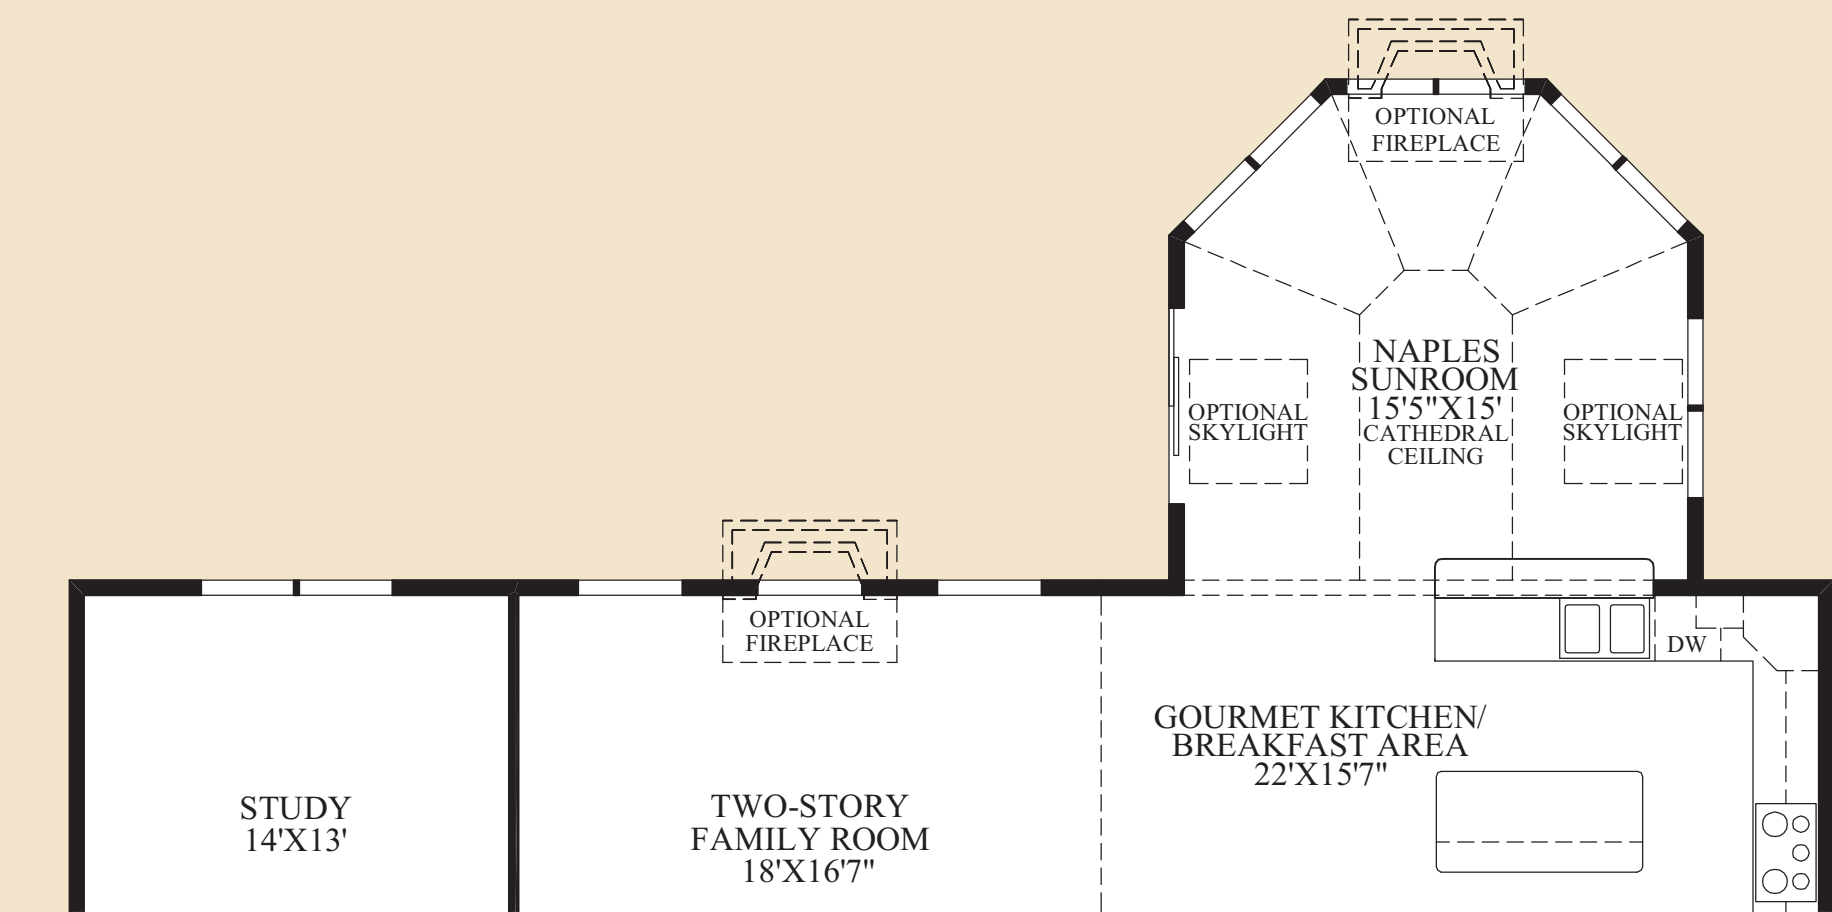 OPTIONAL
FIREPLACE
NAPLES
SUNROOM
15'5"X15'
CATHEDRAL
CEILING
OPTIONAL
SKYLIGHT
OPTIONAL
SKYLIGHT
OPTIONAL
FIREPLACE
DW
GOURMET KITCHEN/
BREAKFAST AREA
22'X15'7"
STUDY
14'X13'
TWO-STORY
FAMILY ROOM
18'X16'7"